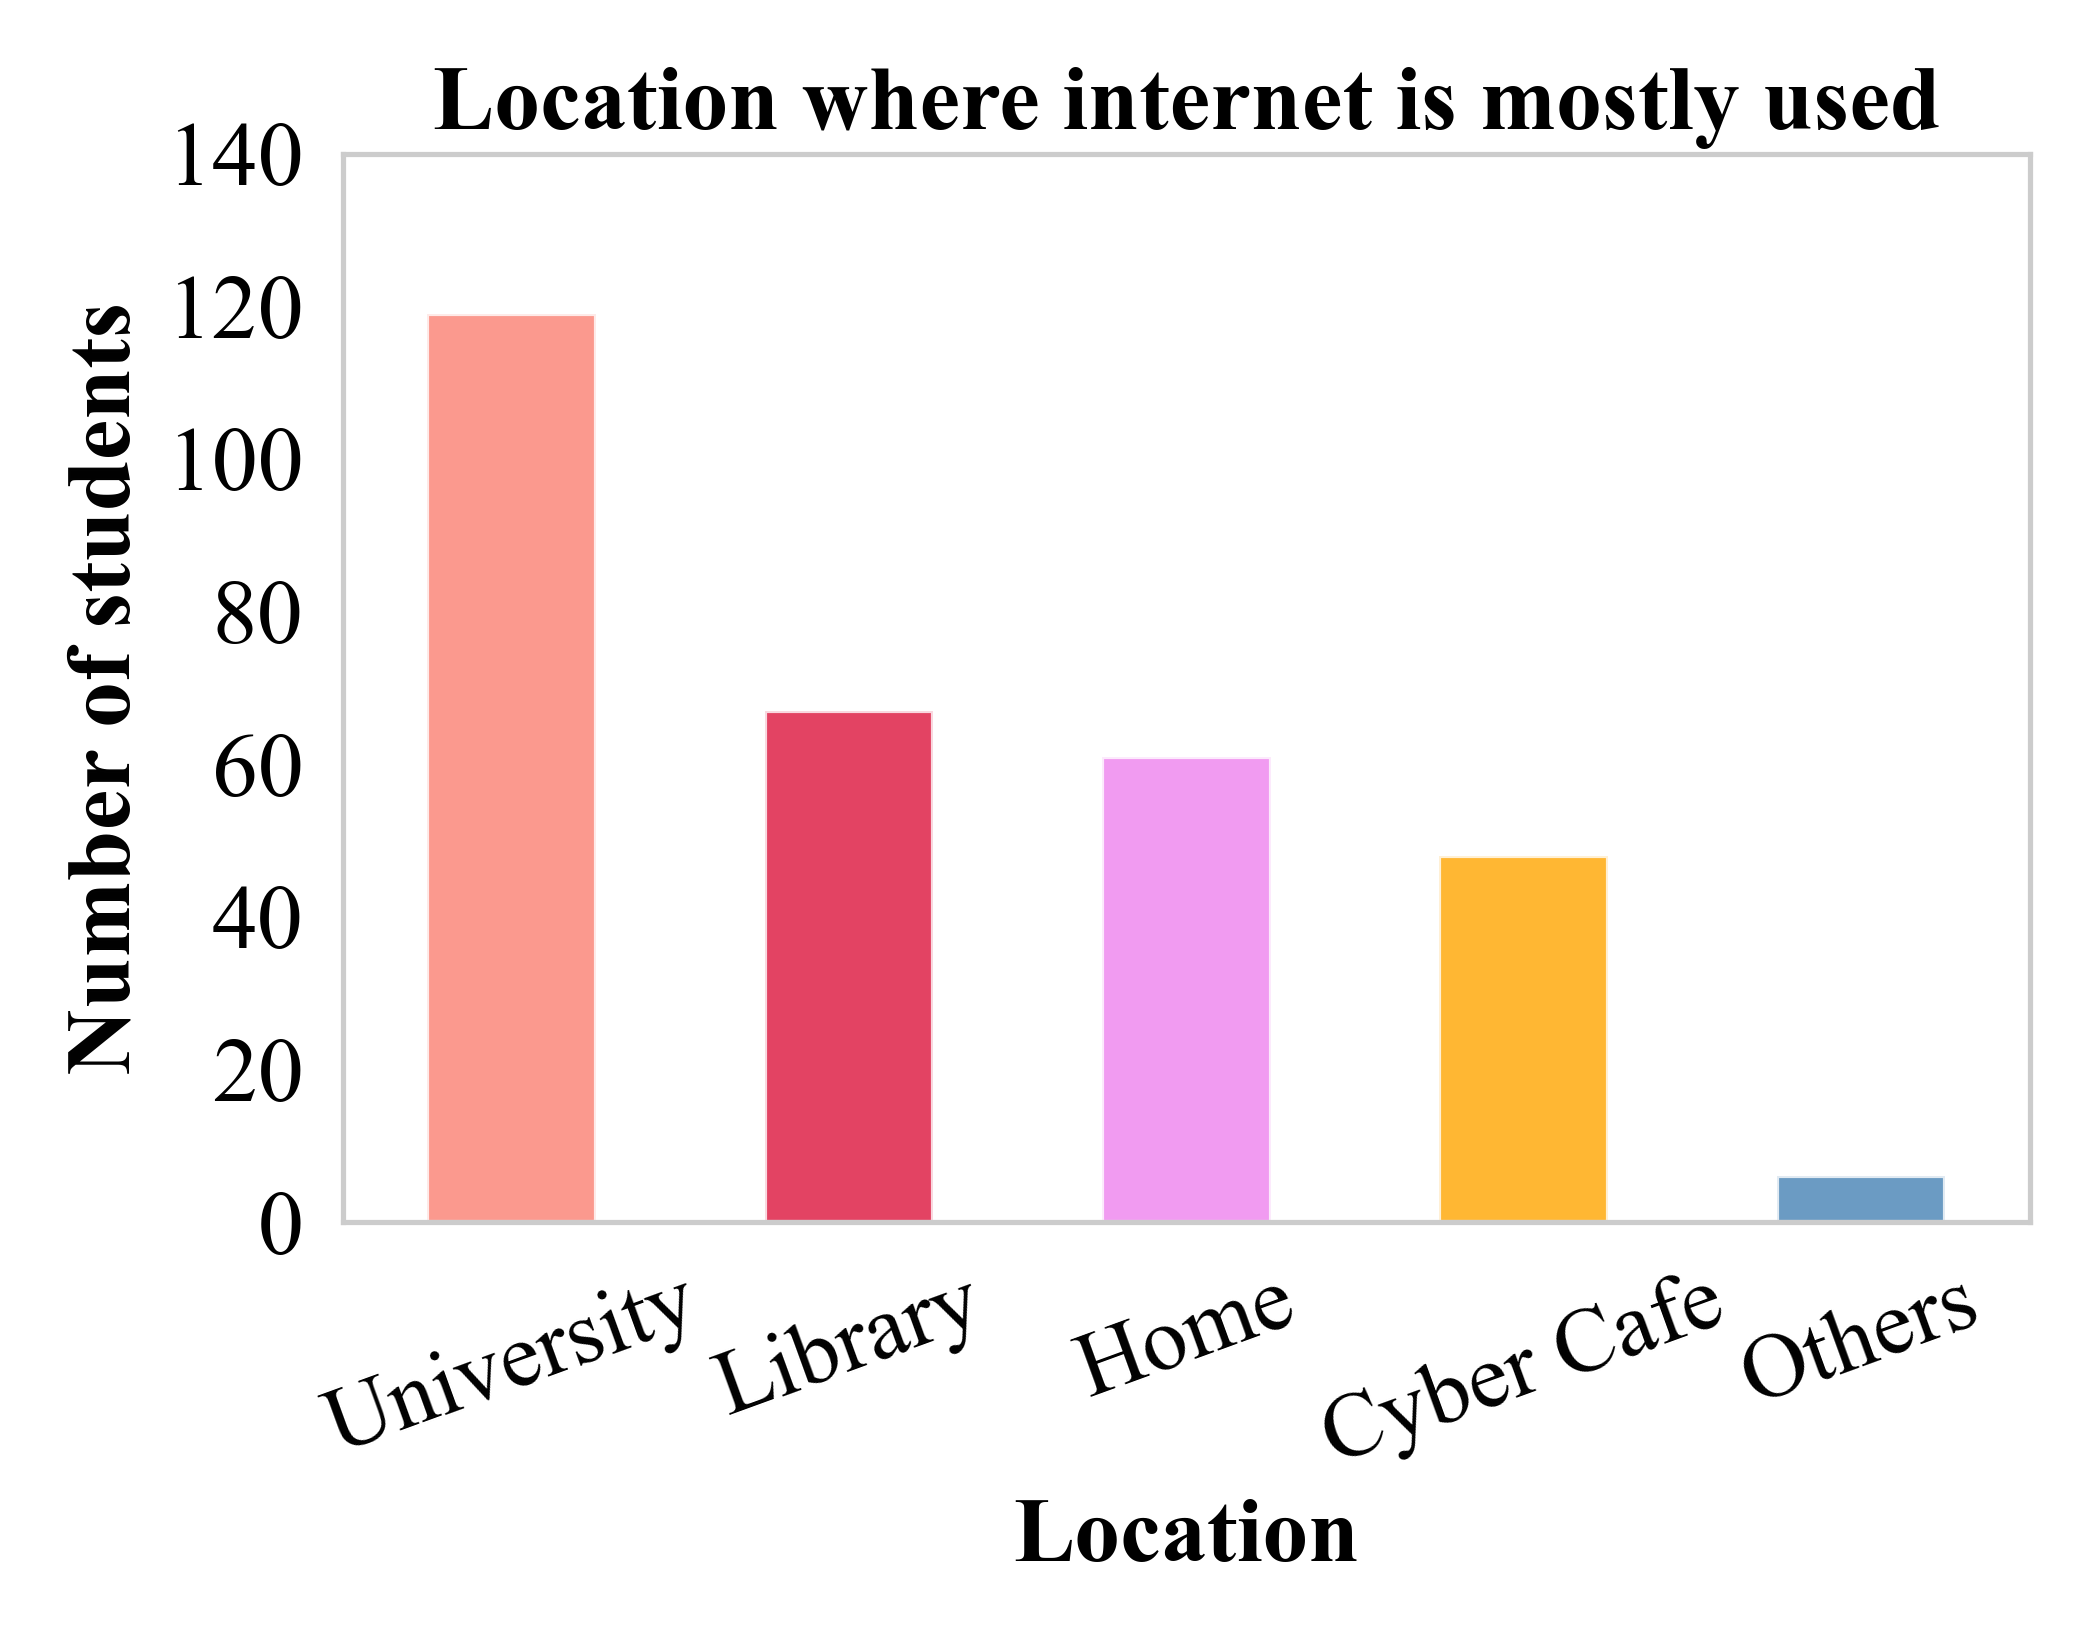 Location where internet is mostly used
140
120
100
80
60
40
20
0
Number of students
University
Library
Home
Cyber Cafe
Others
Location